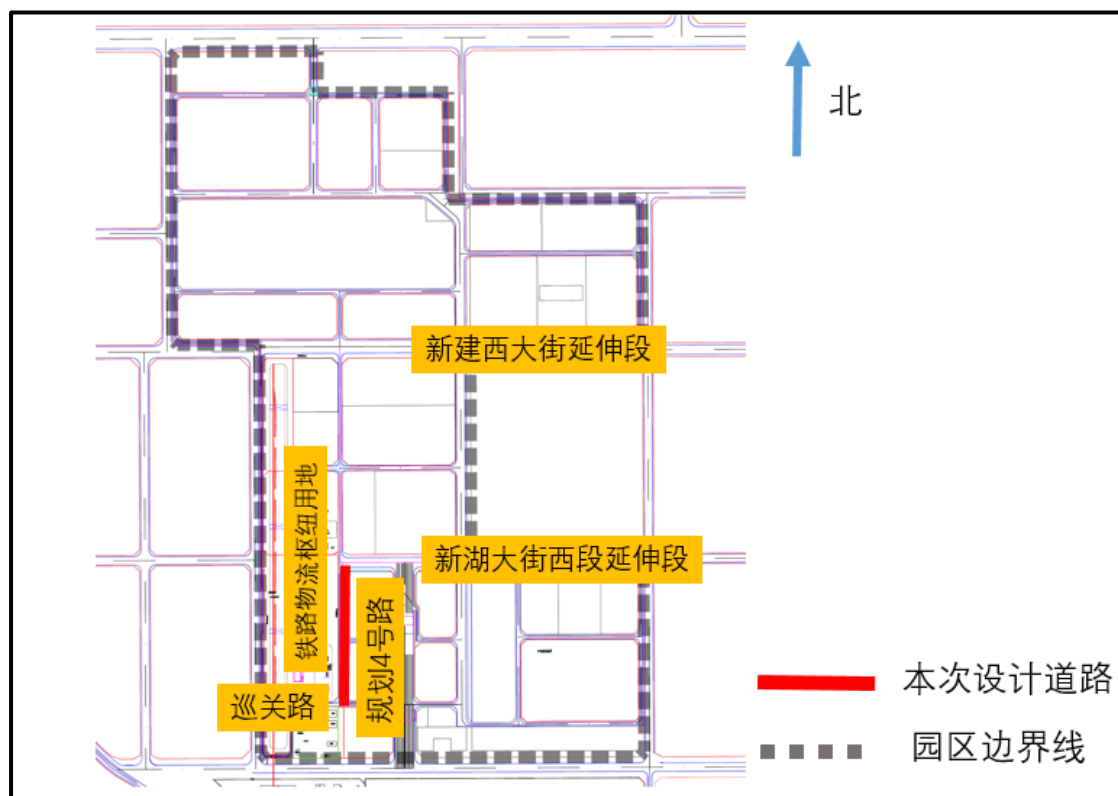 北
新建西大街延伸段
铁路物流枢纽用地
新湖大街西段延伸段
规划4号路
巡关路
本次设计道路
园区边界线